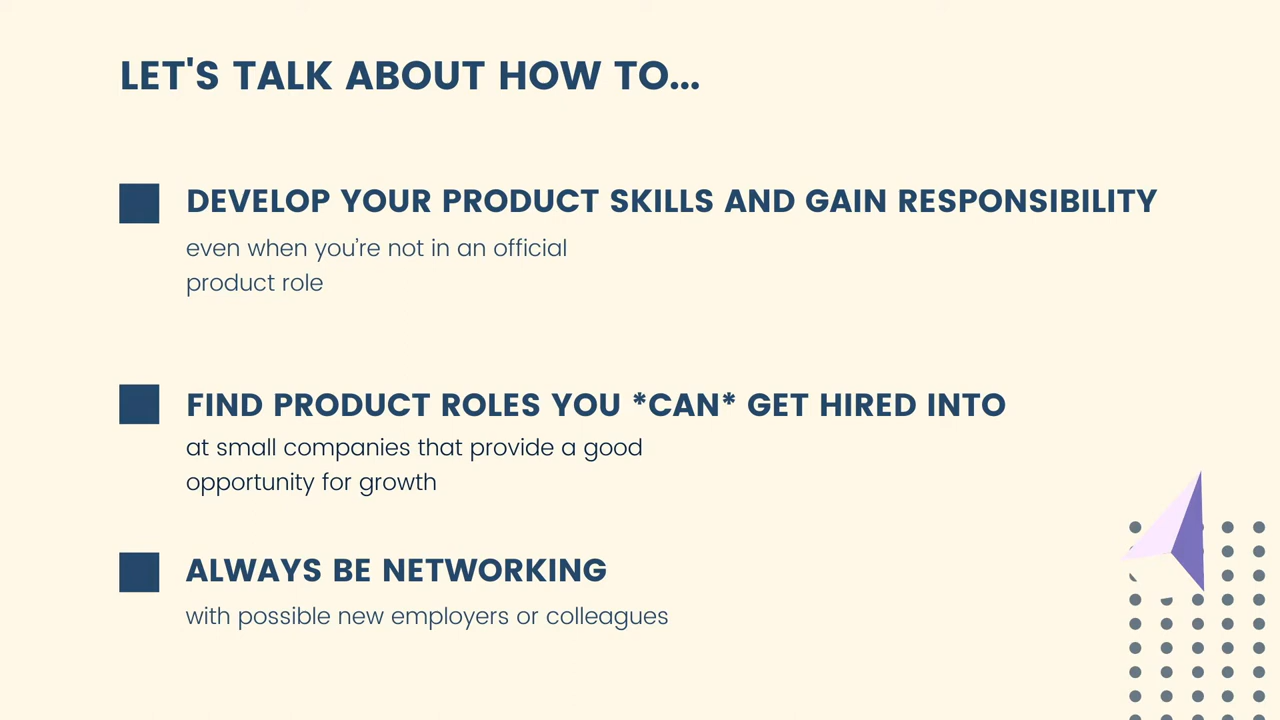 LET'S TALK ABOUT HOW TO...
DEVELOP YOUR PRODUCT SKILLS AND GAIN RESPONSIBILITY
even when you're not in an official
product role
FIND PRODUCT ROLES YOU *CAN* GET HIRED INTO
at small companies that provide a good
opportunity for growth
ALWAYS BE NETWORKING
with possible new employers or colleagues